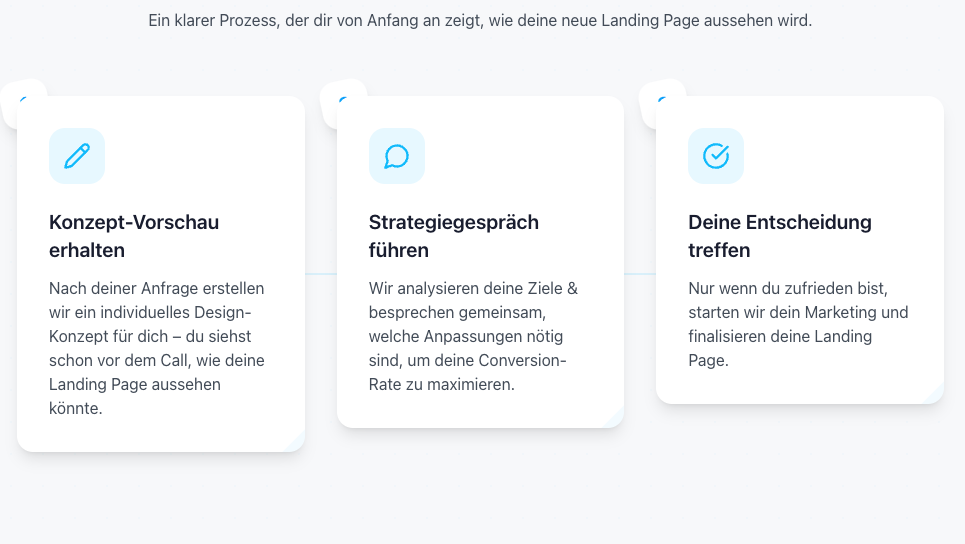 Ein klarer Prozess, der dir von Anfang an zeigt, wie deine neue Landing Page aussehen wird.
Konzept-Vorschau
erhalten
Nach deiner Anfrage erstellen
wir ein individuelles Design-
Konzept für dich – du siehst
schon vor dem Call, wie deine
Landing Page aussehen
könnte.
Strategiegespräch
führen
Wir analysieren deine Ziele &
besprechen gemeinsam,
welche Anpassungen nötig
sind, um deine Conversion-
Rate zu maximieren.
Deine Entscheidung
treffen
Nur wenn du zufrieden bist,
starten wir dein Marketing und
finalisieren deine Landing
Page.